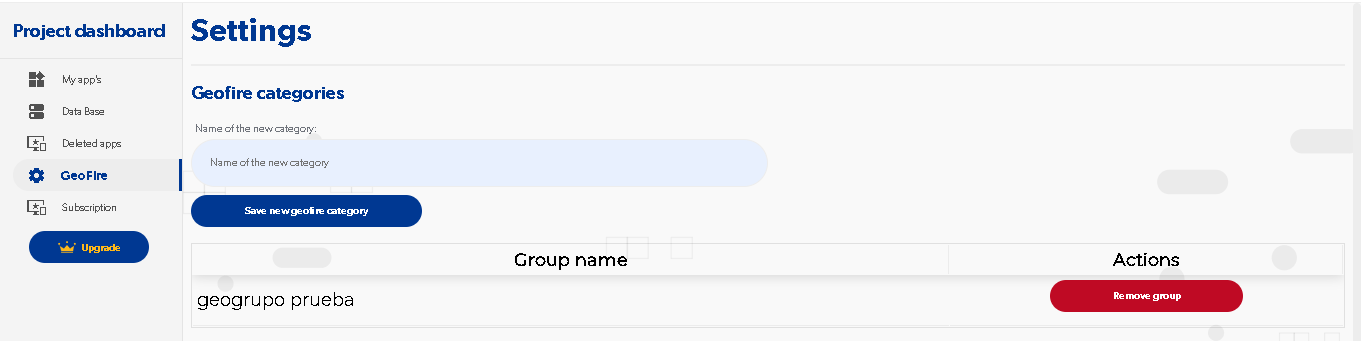 Project dashboard
My app's
Data Base
Deleted apps
GeoFire
Subscription
Upgrade
Settings
Geofire categories
Name of the new category:
Name of the new category
Save new geofire category
Group name Actions
geogrupo prueba Remove group